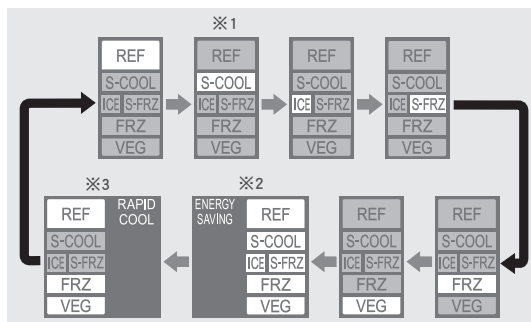 ※1
REF
S-COOL
ICE S-FRZ
FRZ
VEG
REF
S-COOL
ICE S-FRZ
FRZ
VEG
REF
S-COOL
ICE S-FRZ
FRZ
VEG
REF
S-COOL
ICE S-FRZ
FRZ
VEG
※3
REF
S-COOL
ICE S-FRZ
FRZ
VEG
RAPID
COOL
※2
ENERGY
SAVING
REF
S-COOL
ICE S-FRZ
FRZ
VEG
REF
S-COOL
ICE S-FRZ
FRZ
VEG
REF
S-COOL
ICE S-FRZ
FRZ
VEG